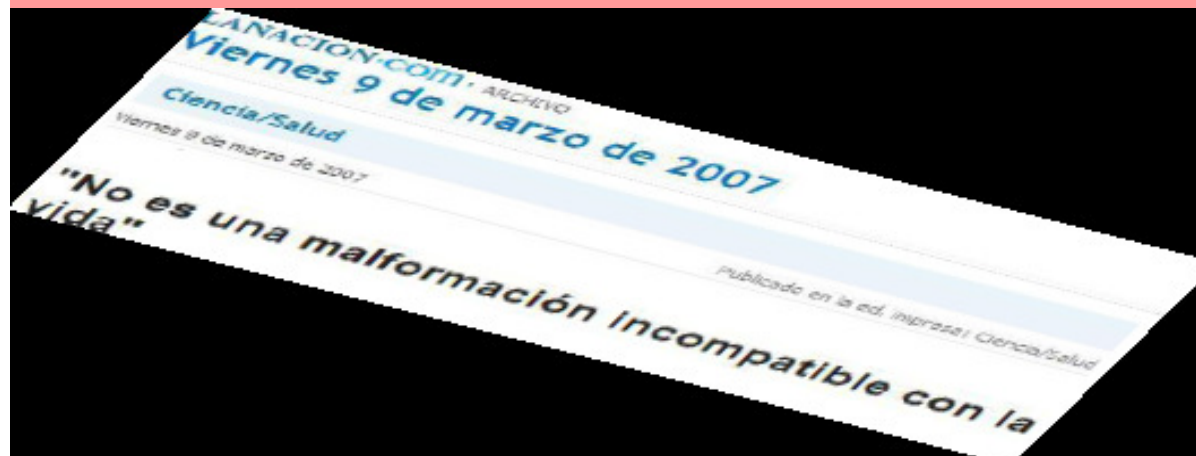 LANACION.com. ARCHIVO
Viernes 9 de marzo de 2007
Ciencia/Salud
Viernes 9 de marzo de 2007
Publicado en la ed. impresa: Ciencia/Salud
"No es una malformación incompatible con la
vida"